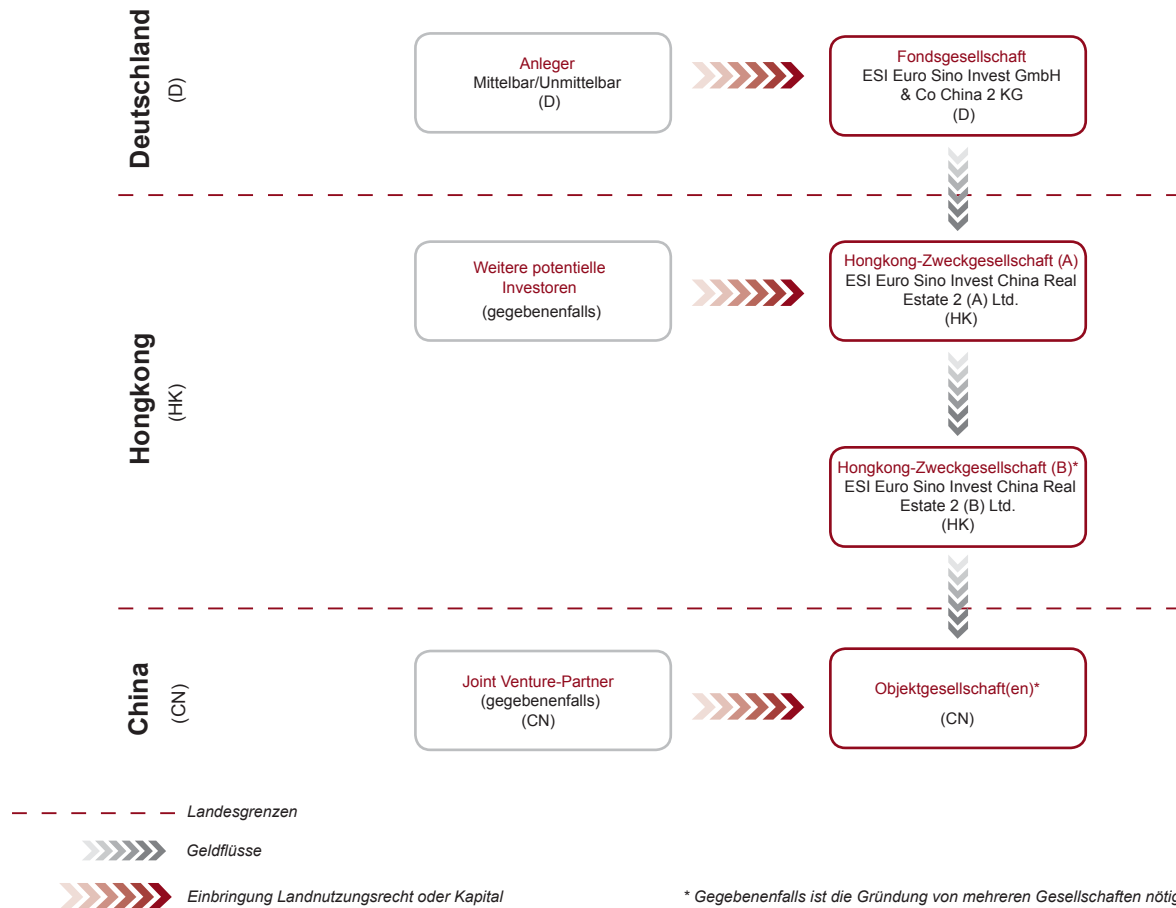 Deutschland
(D)
Anleger
Mittelbar/Unmittelbar
(D)
Fondsgesellschaft
ESI Euro Sino Invest GmbH
& Co China 2 KG
(D)
Hongkong
(HK)
Weitere potentielle
Investoren
(gegebenenfalls)
Hongkong-Zweckgesellschaft (A)
ESI Euro Sino Invest China Real
Estate 2 (A) Ltd.
(HK)
Hongkong-Zweckgesellschaft (B)*
ESI Euro Sino Invest China Real
Estate 2 (B) Ltd.
(HK)
China
(CN)
Joint Venture-Partner
(gegebenenfalls)
(CN)
Objektgesellschaft(en)*
(CN)
Landesgrenzen
Geldflüsse
Einbringung Landnutzungsrecht oder Kapital
* Gegebenenfalls ist die Gründung von mehreren Gesellschaften nötig